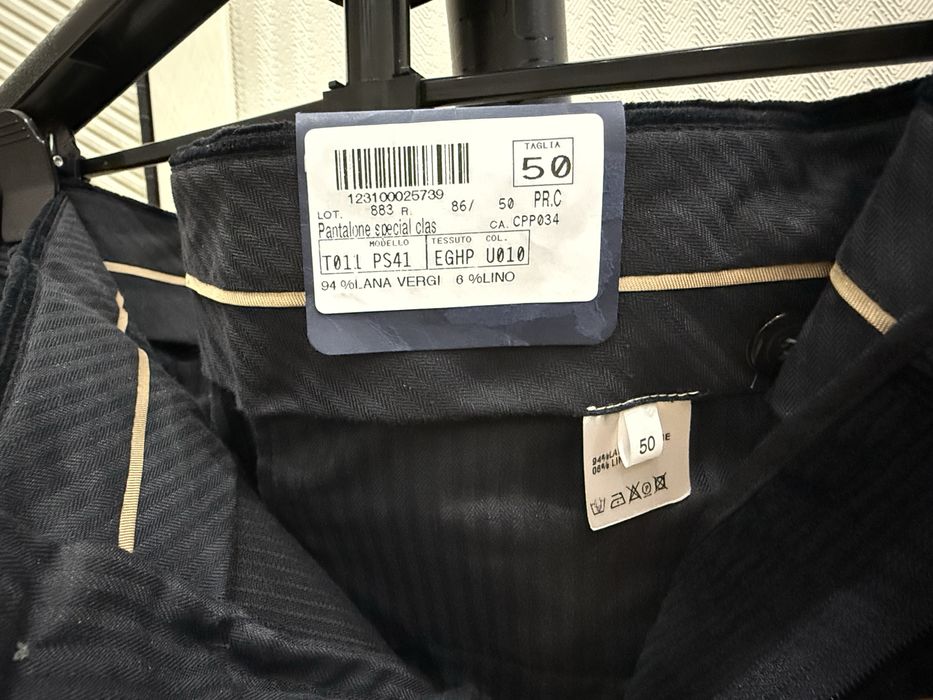 TAGLIA
50
123100025739
LOT. 883 R. 86/ 50 PR.C
Pantalone special clas CA. CPP034
MODELLO TESSUTO COL.
T011 PS41 EGHP U010
94 %LANA VERGI 6 %LINO
50